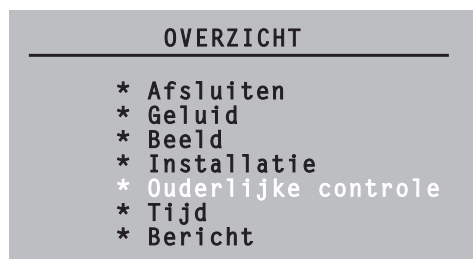 OVERZICHT
* Afsluiten
* Geluid
* Beeld
* Installatie
* Ouderlijke controle
* Tijd
* Bericht